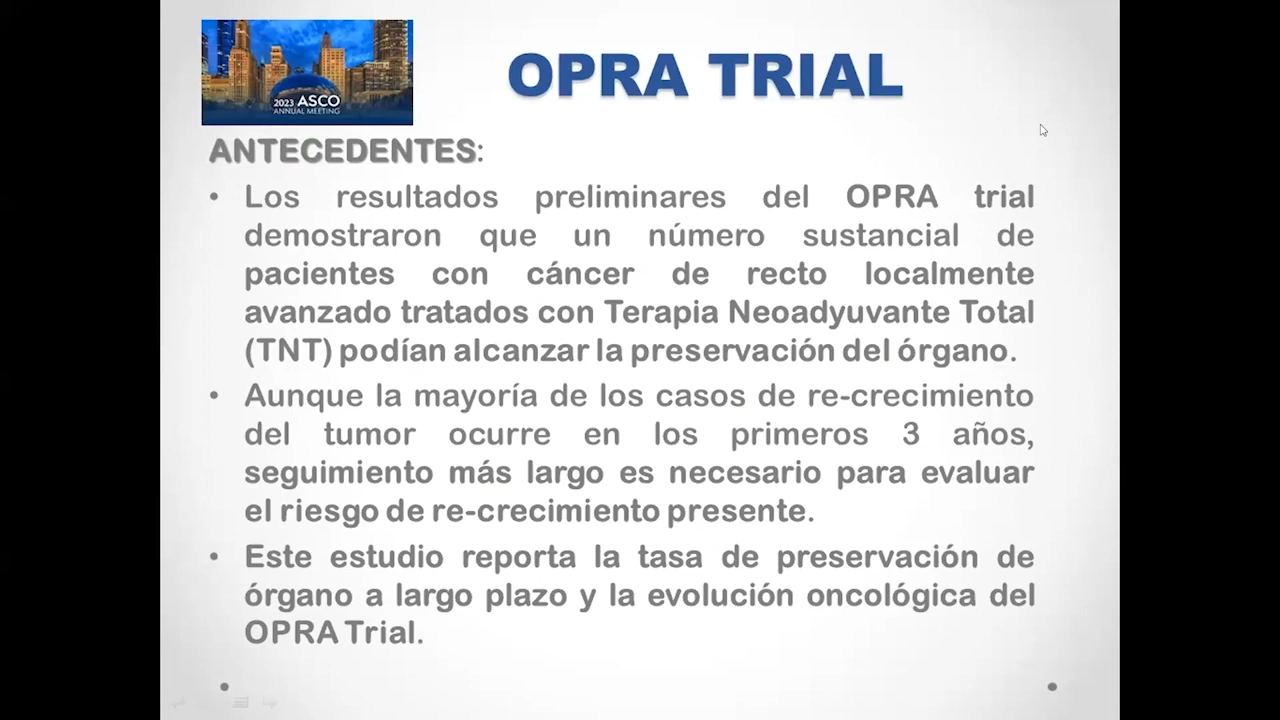 2023 ASCO
ANNUAL MEETING
OPRA TRIAL
ANTECEDENTES:
• Los resultados preliminares del OPRA trial
demostraron que un número sustancial de
pacientes con cáncer de recto localmente
avanzado tratados con Terapia Neoadyuvante Total
(TNT) podían alcanzar la preservación del órgano.
• Aunque la mayoría de los casos de re-crecimiento
del tumor ocurre en los primeros 3 años,
seguimiento más largo es necesario para evaluar
el riesgo de re-crecimiento presente.
• Este estudio reporta la tasa de preservación de
órgano a largo plazo y la evolución oncológica del
OPRA Trial.